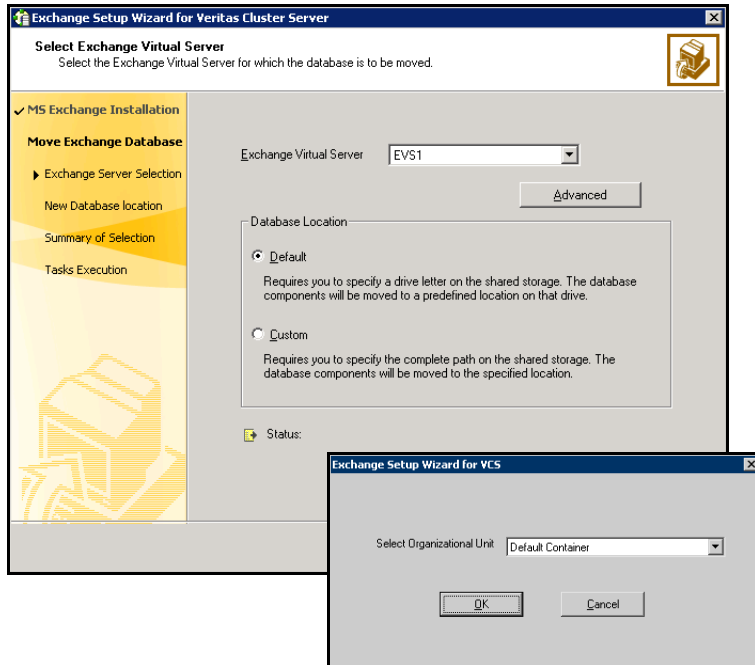 Exchange Setup Wizard for Veritas Cluster Server
Select Exchange Virtual Server
Select the Exchange Virtual Server for which the database is to be moved.
MS Exchange Installation
Move Exchange Database
Exchange Server Selection
New Database location
Summary of Selection
Tasks Execution
Exchange Virtual Server
EVS1
Advanced
Database Location
Default
Requires you to specify a drive letter on the shared storage. The database
components will be moved to a predefined location on that drive.
Custom
Requires you to specify the complete path on the shared storage. The
database components will be moved to the specified location.
Status:
Exchange Setup Wizard for VCS
Select Organizational Unit
Default Container
OK
Cancel